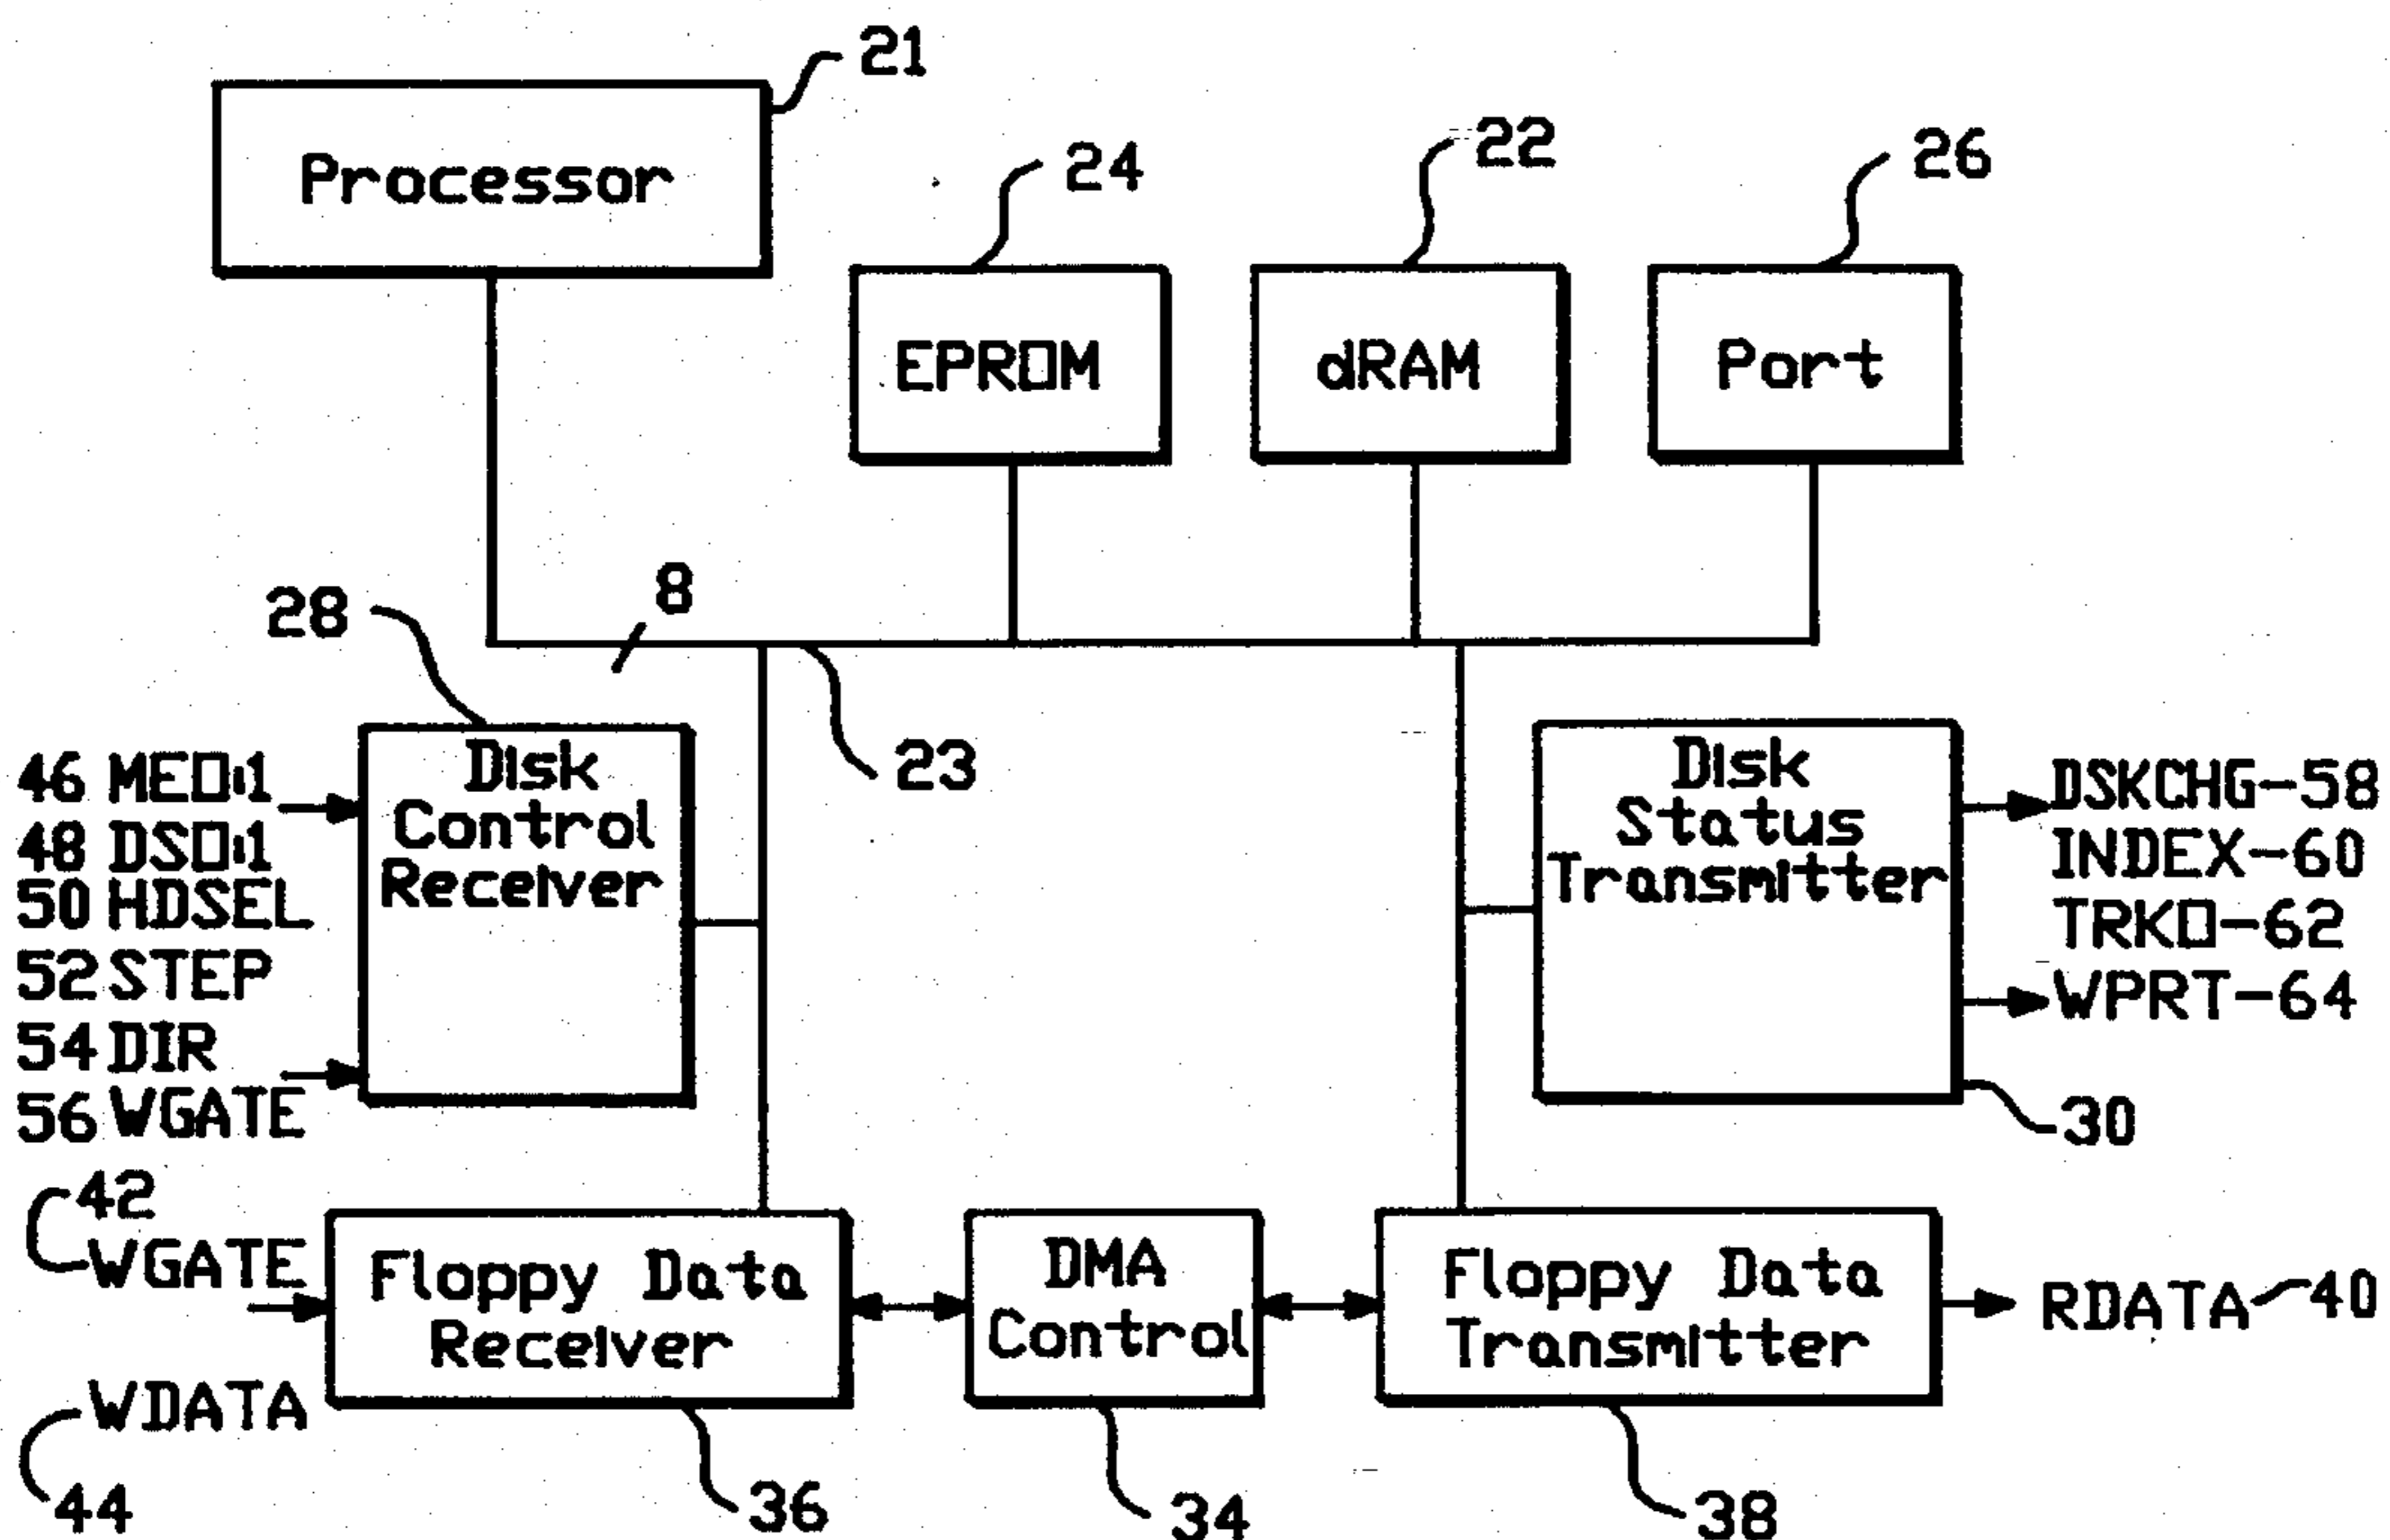 21
Processor
24
22
26
EPROM
dRAM
Port
28
8
23
46 ME0,1
48 DS0,1
50 HDSEL
52 STEP
54 DIR
56 WGATE
Disk
Control
Receiver
Disk
Status
Transmitter
DSKCHG-58
INDEX-60
TRK0-62
WPRT-64
30
42
WGATE
WDATA
44
Floppy Data
Receiver
36
DMA
Control
34
Floppy Data
Transmitter
38
RDATA 40